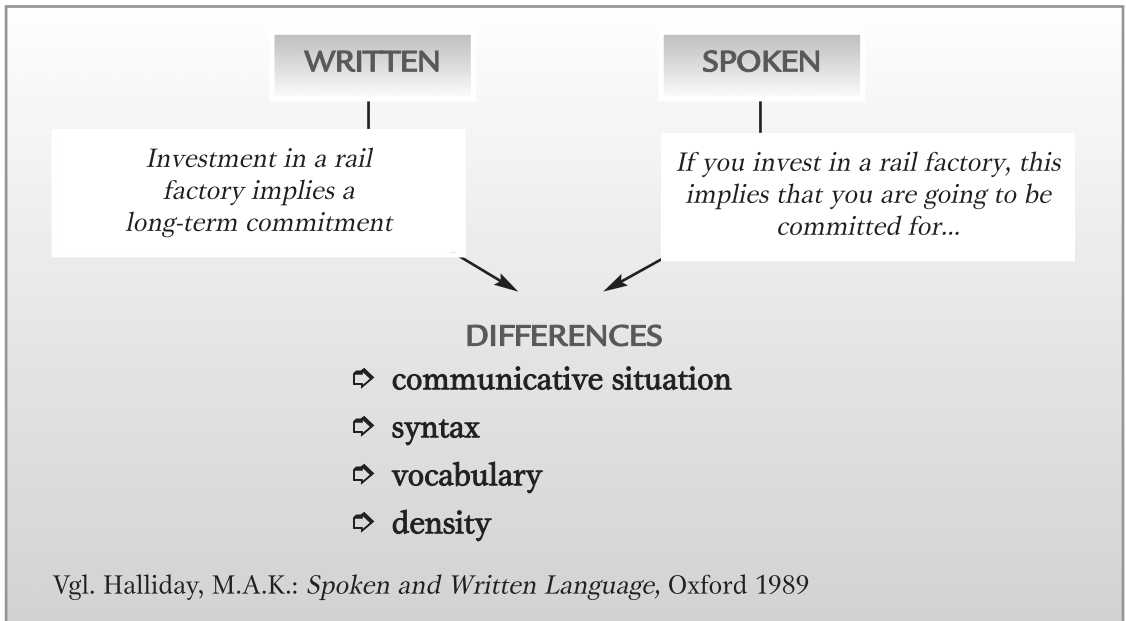 WRITTEN
SPOKEN
Investment in a rail
factory implies a
long-term commitment
If you invest in a rail factory, this
implies that you are going to be
committed for...
DIFFERENCES
➩ communicative situation
➩ syntax
➩ vocabulary
➩ density
Vgl. Halliday, M.A.K.: Spoken and Written Language, Oxford 1989